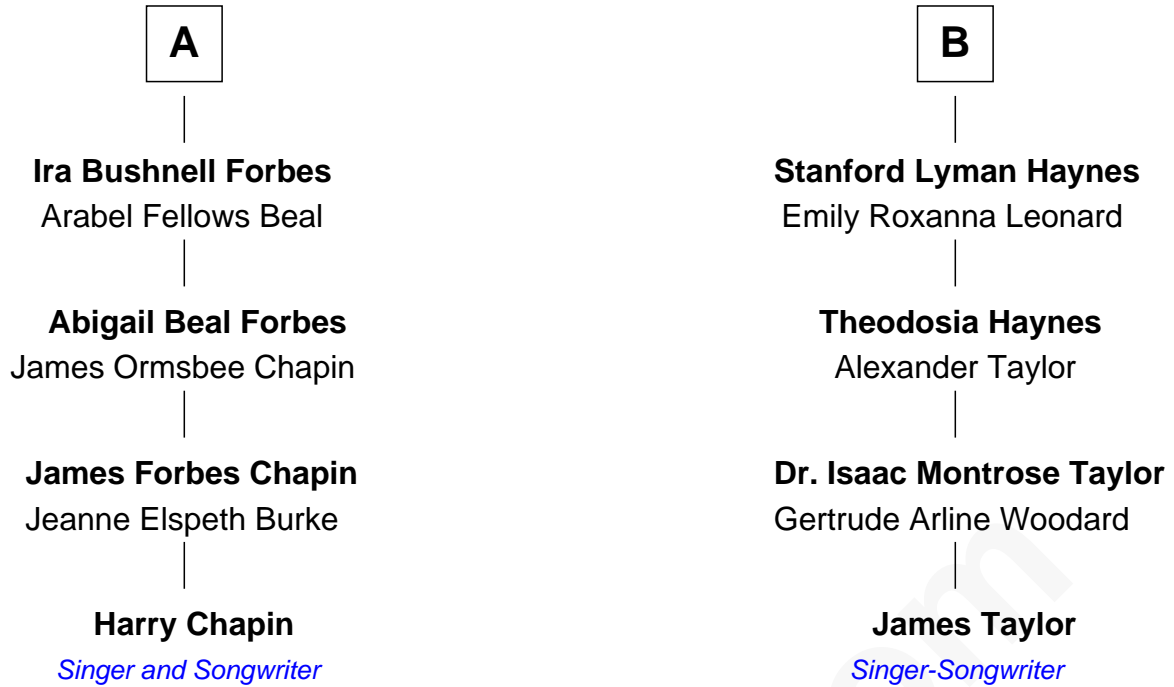 A
Ira Bushnell Forbes
Arabel Fellows Beal
Abigail Beal Forbes
James Ormsbee Chapin
James Forbes Chapin
Jeanne Elspeth Burke
Harry Chapin
Singer and Songwriter
B
Stanford Lyman Haynes
Emily Roxanna Leonard
Theodosia Haynes
Alexander Taylor
Dr. Isaac Montrose Taylor
Gertrude Arline Woodard
James Taylor
Singer-Songwriter
om